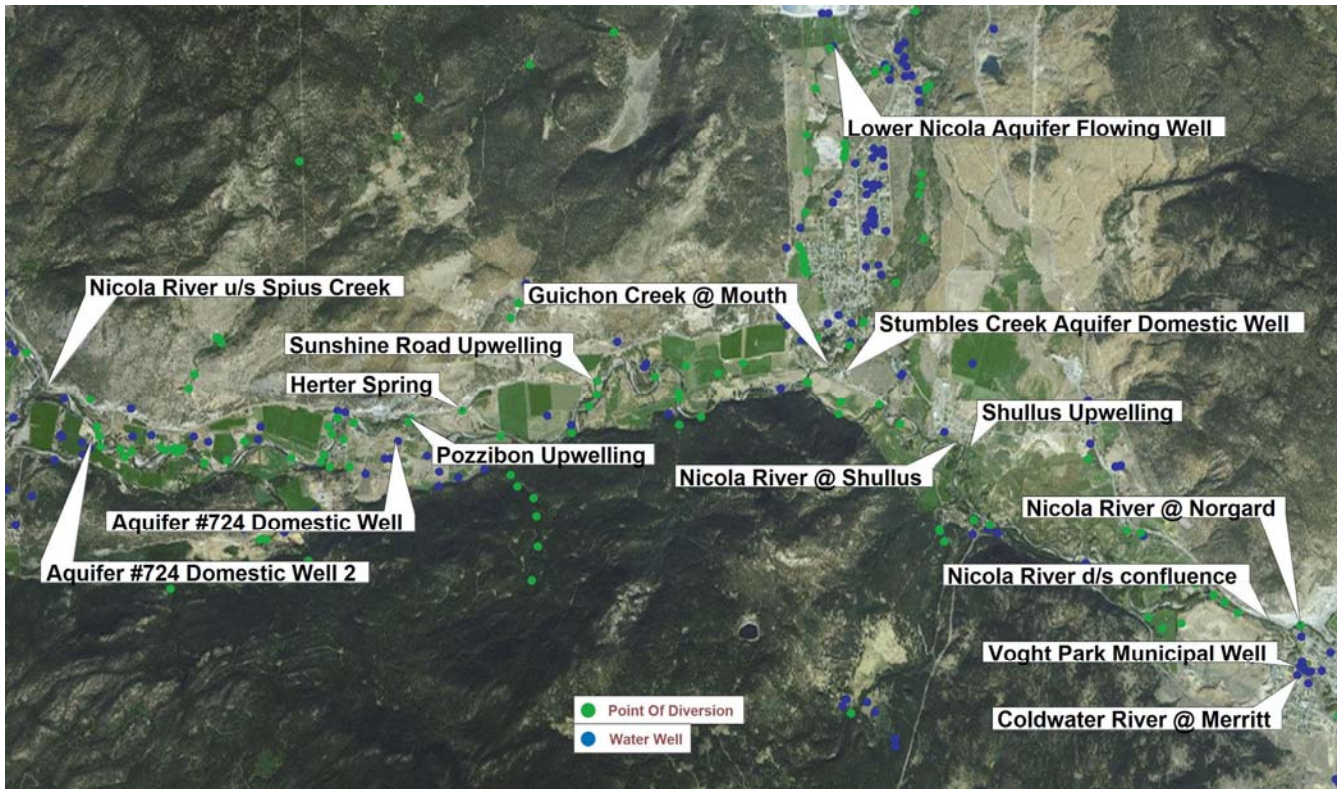 Lower Nicola Aquifer Flowing Well
Nicola River u/s Spius Creek
Guichon Creek @ Mouth
Stumbles Creek Aquifer Domestic Well
Sunshine Road Upwelling
Herter Spring
Shullus Upwelling
Pozzibon Upwelling
Nicola River @ Shullus
Nicola River @ Norgard
Aquifer #724 Domestic Well
Aquifer #724 Domestic Well 2
Nicola River d/s confluence
Voght Park Municipal Well
Coldwater River @ Merritt
Point Of Diversion
Water Well